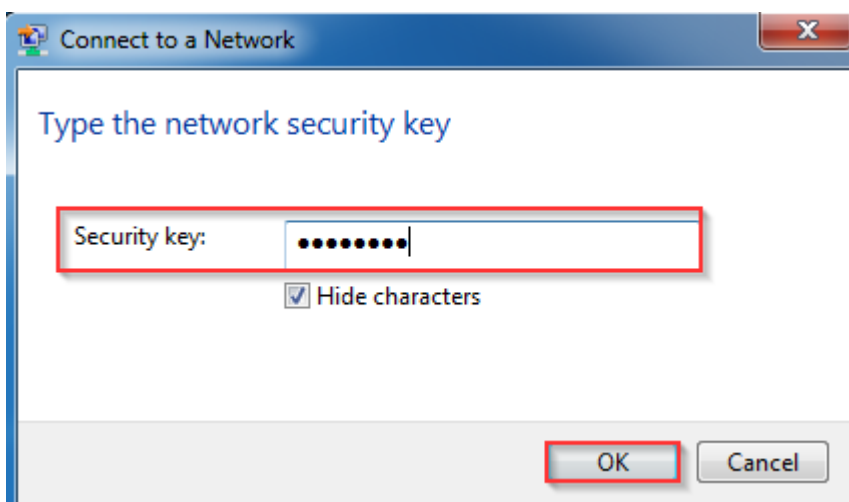 Connect to a Network
Type the network security key
Security key: ••••••••
Hide characters
OK Cancel